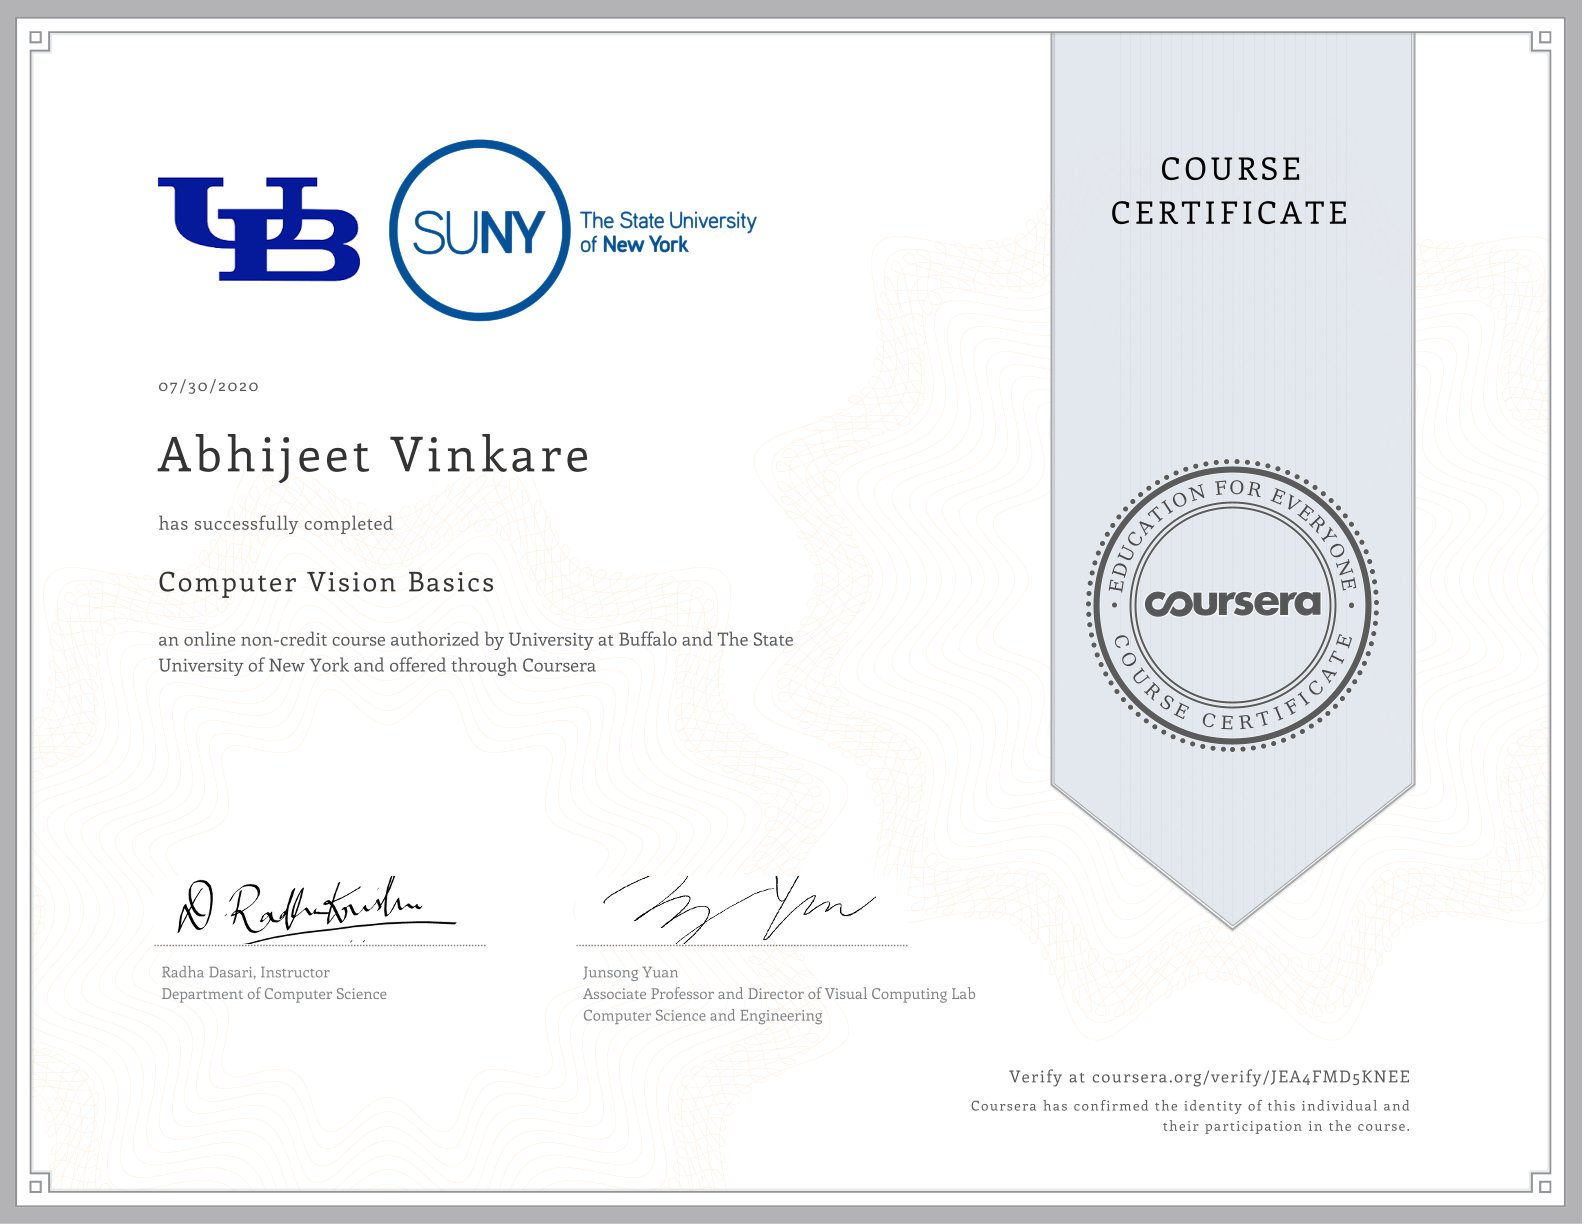 UB
SUNY
The State University
of New York
COURSE
CERTIFICATE
07/30/2020
Abhijeet Vinkare
has successfully completed
Computer Vision Basics
an online non-credit course authorized by University at Buffalo and The State
University of New York and offered through Coursera
EDUCATION FOR EVERYONE
coursera
COURSE CERTIFICATE
D RadhaKrishna
Radha Dasari, Instructor
Department of Computer Science
Junsong Yuan
Associate Professor and Director of Visual Computing Lab
Computer Science and Engineering
Verify at coursera.org/verify/JEA4FMD5KNEE
Coursera has confirmed the identity of this individual and
their participation in the course.